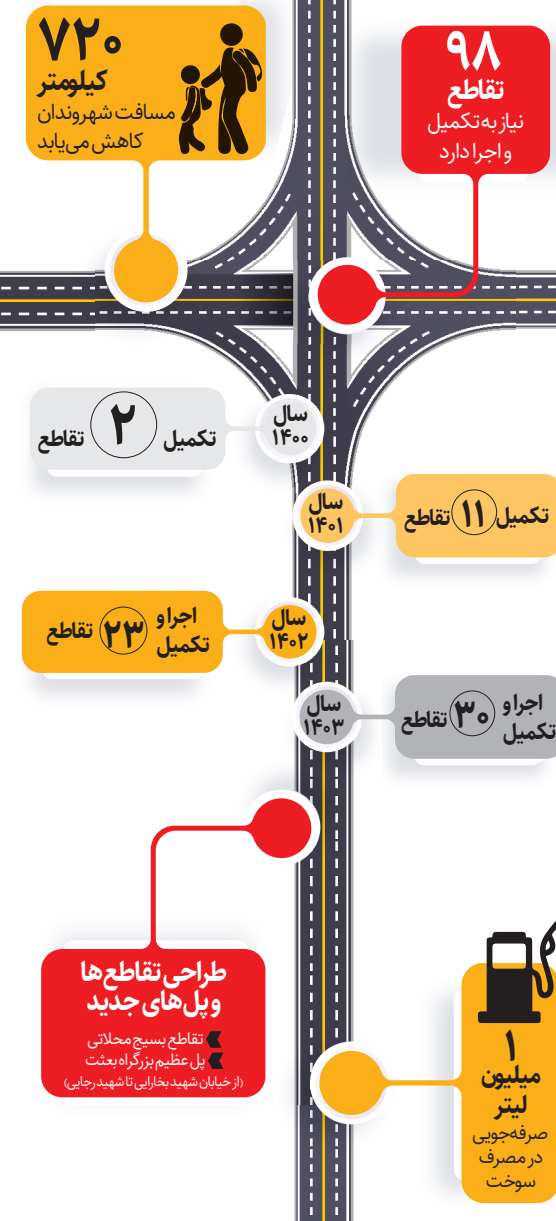 ۹۸
تقاطع
نیاز به تکمیل
و اجرا دارد
۷۲۰
کیلومتر
مسافت شهروندان
کاهش می‌یابد
سال
۱۴۰۰
تکمیل ۲ تقاطع
سال
۱۴۰۱
تکمیل ۱۱ تقاطع
سال
۱۴۰۲
اجرا و
تکمیل ۲۳ تقاطع
سال
۱۴۰۳
اجرا و
تکمیل ۳۰ تقاطع
طراحی تقاطع‌ها
و پل‌های جدید
تقاطع بسیج محلاتی
پل عظیم بزرگراه بعثت
(از خیابان شهید بخارایی تا شهید رجایی)
۱
میلیون
لیتر
صرفه‌جویی
در مصرف
سوخت